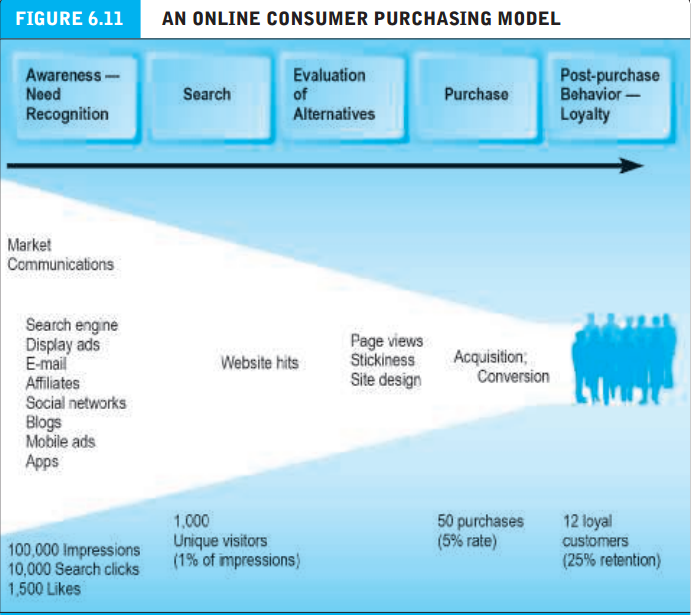 FIGURE 6.11 AN ONLINE CONSUMER PURCHASING MODEL
Awareness —
Need
Recognition
Search
Evaluation
of
Alternatives
Purchase
Post-purchase
Behavior —
Loyalty
Market
Communications
Search engine
Display ads
E-mail
Affiliates
Social networks
Blogs
Mobile ads
Apps
Website hits
Page views
Stickiness
Site design
Acquisition;
Conversion
100,000 Impressions
10,000 Search clicks
1,500 Likes
1,000
Unique visitors
(1% of impressions)
50 purchases
(5% rate)
12 loyal
customers
(25% retention)